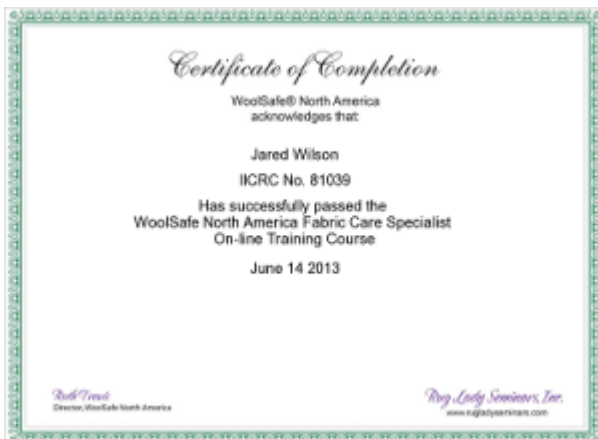 Certificate of Completion
WoolSafe® North America
acknowledges that:
Jared Wilson
IICRC No. 81039
Has successfully passed the
WoolSafe North America Fabric Care Specialist
On-line Training Course
June 14 2013
Ruth Travis
Director, WoolSafe North America
Rug Lady Seminars, Inc.
www.rugladyseminars.com